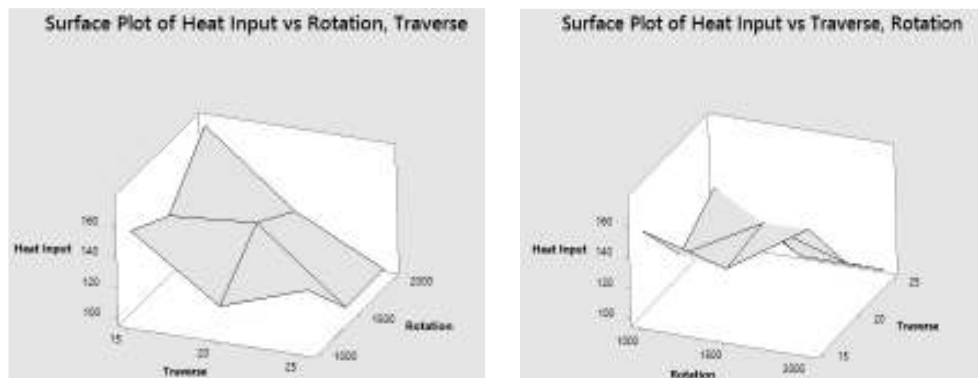 Surface Plot of Heat Input vs Rotation, Traverse
160
140
120
100
Heat Input
15
20
25
Traverse
1000
1500
2000
Rotation
Surface Plot of Heat Input vs Traverse, Rotation
160
140
120
100
Heat Input
1000
1500
2000
Rotation
15
20
25
Traverse